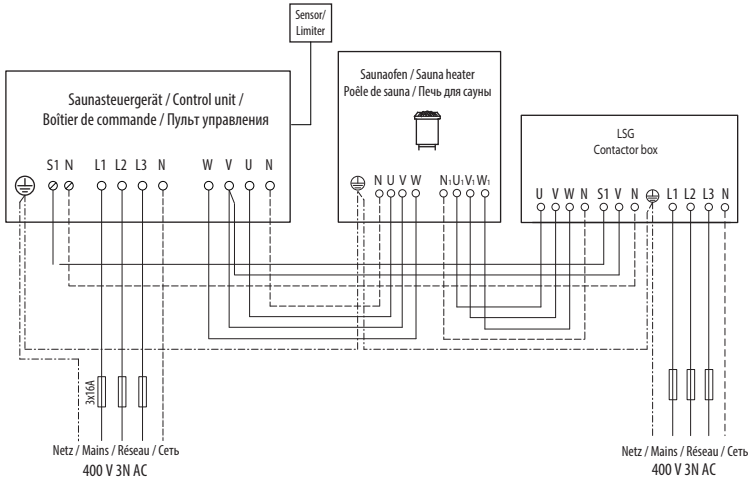 Sensor/
Limiter
Saunasteuergerät / Control unit /
Boîtier de commande / Пульт управления
S1 N L1 L2 L3 N W V U N
Saunaofen / Sauna heater
Poêle de sauna / Печь для сауны
N U V W N₁ U₁ V₁ W₁
LSG
Contactor box
U V W N S1 V N L1 L2 L3 N
3x16A
Netz / Mains / Réseau / Сеть
400 V 3N AC
Netz / Mains / Réseau / Сеть
400 V 3N AC